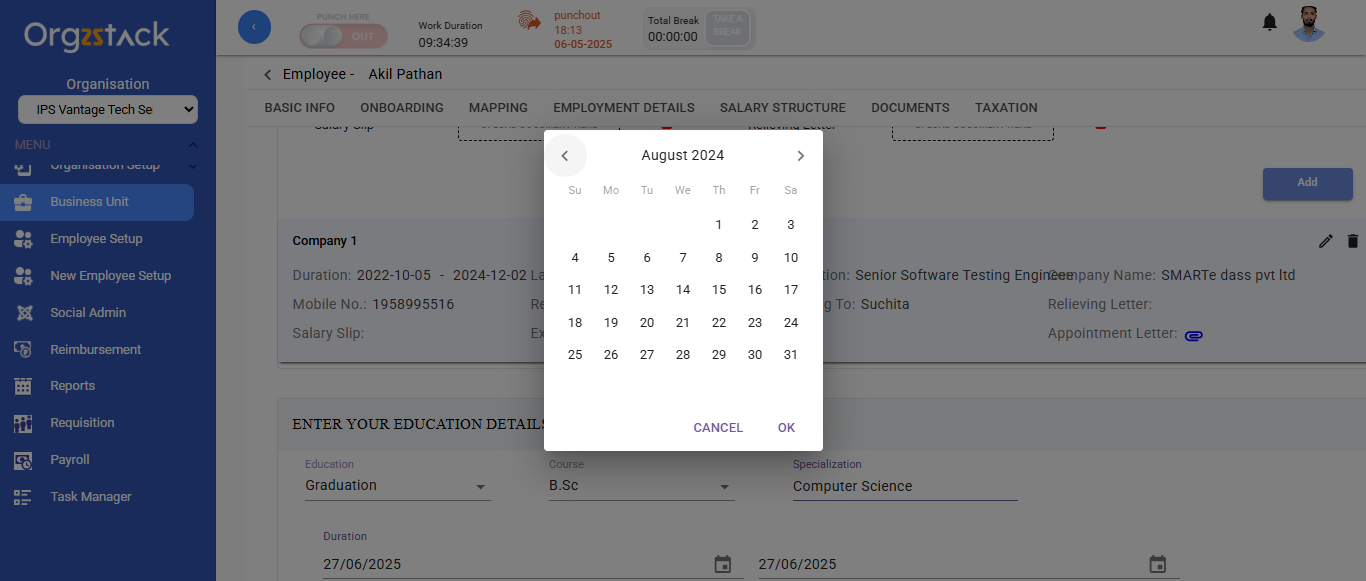 Orgzstack
Organisation
IPS Vantage Tech Se
MENU
Organisation Setup
Business Unit
Employee Setup
New Employee Setup
Social Admin
Reimbursement
Reports
Requisition
Payroll
Task Manager
‹
PUNCH HERE
OUT
Work Duration
09:34:39
punchout
18:13
06-05-2025
Total Break
00:00:00
TAKE A
BREAK
Employee - Akil Pathan
BASIC INFO ONBOARDING MAPPING EMPLOYMENT DETAILS SALARY STRUCTURE DOCUMENTS TAXATION
Salary Slip Relieving Letter
Add
Company 1
Duration: 2022-10-05 - 2024-12-02 Senior Software Testing Engineer Company Name: SMARTe dass pvt ltd
Mobile No.: 1958995516 To: Suchita Relieving Letter:
Salary Slip: Appointment Letter:
August 2024
Su Mo Tu We Th Fr Sa
1 2 3
4 5 6 7 8 9 10
11 12 13 14 15 16 17
18 19 20 21 22 23 24
25 26 27 28 29 30 31
CANCEL OK
ENTER YOUR EDUCATION DETAILS
Education Course Specialization
Graduation B.Sc Computer Science
Duration
27/06/2025 27/06/2025